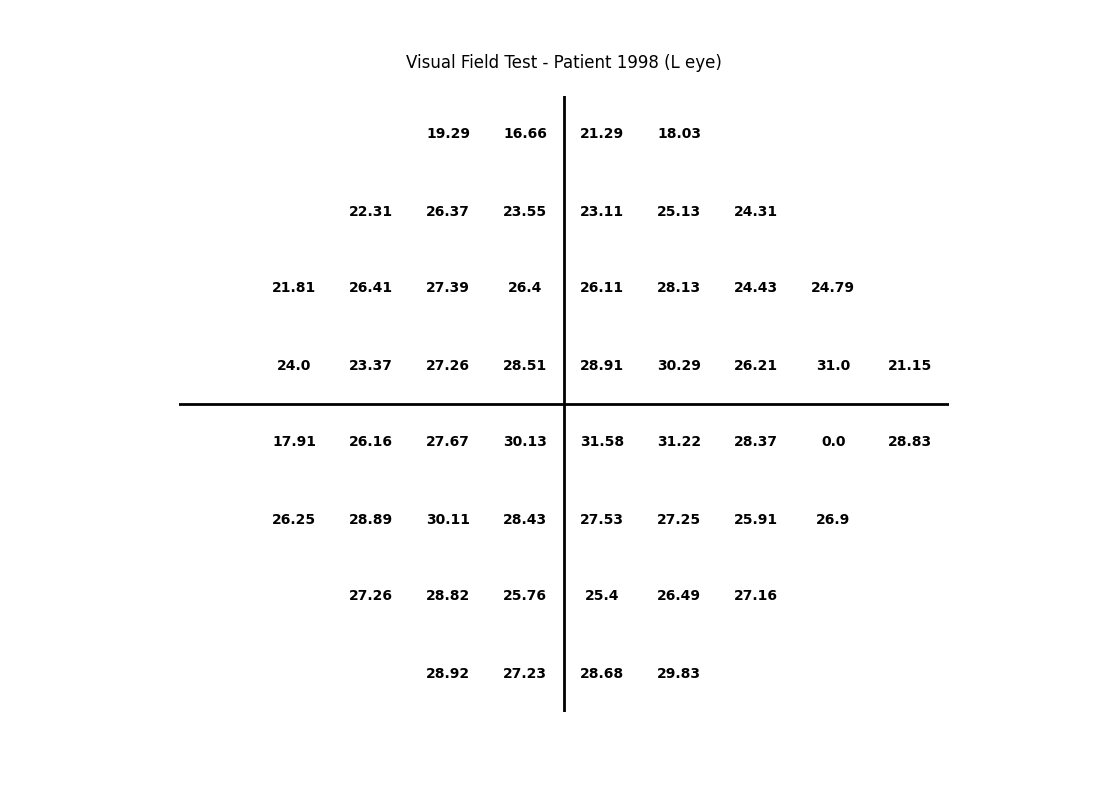 Visual Field Test - Patient 1998 (L eye)
19.29 16.66 21.29 18.03
22.31 26.37 23.55 23.11 25.13 24.31
21.81 26.41 27.39 26.4 26.11 28.13 24.43 24.79
24.0 23.37 27.26 28.51 28.91 30.29 26.21 31.0 21.15
17.91 26.16 27.67 30.13 31.58 31.22 28.37 0.0 28.83
26.25 28.89 30.11 28.43 27.53 27.25 25.91 26.9
27.26 28.82 25.76 25.4 26.49 27.16
28.92 27.23 28.68 29.83